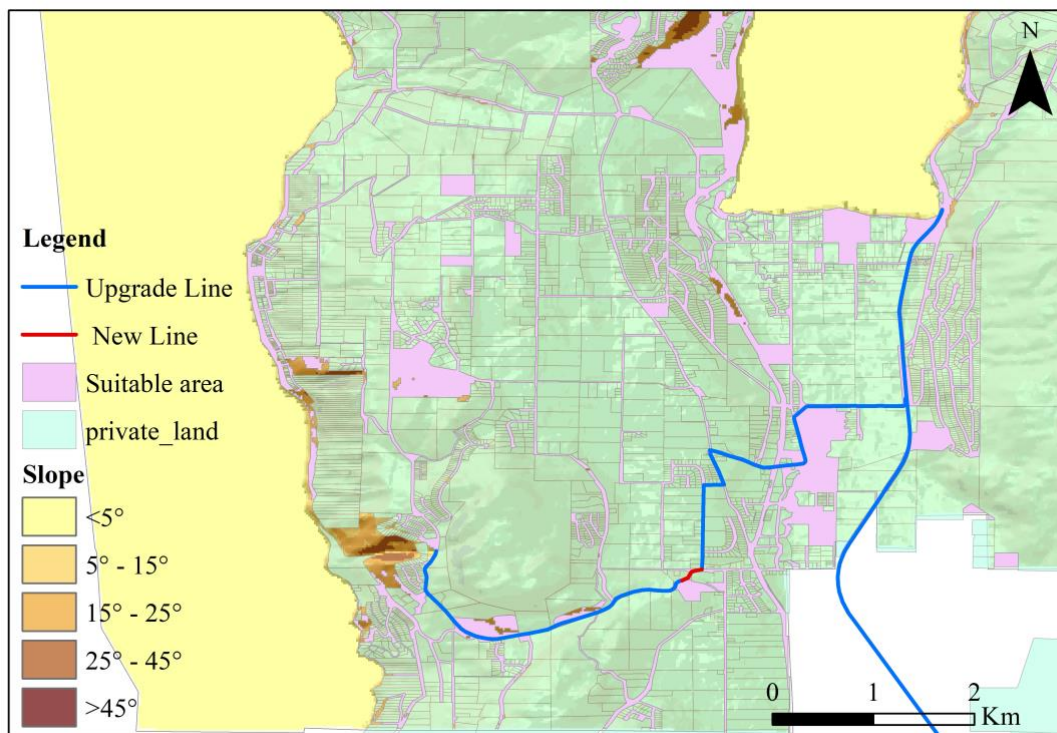 N
Legend
Upgrade Line
New Line
Suitable area
private_land
Slope
<5°
5° - 15°
15° - 25°
25° - 45°
>45°
0 1 2
Km